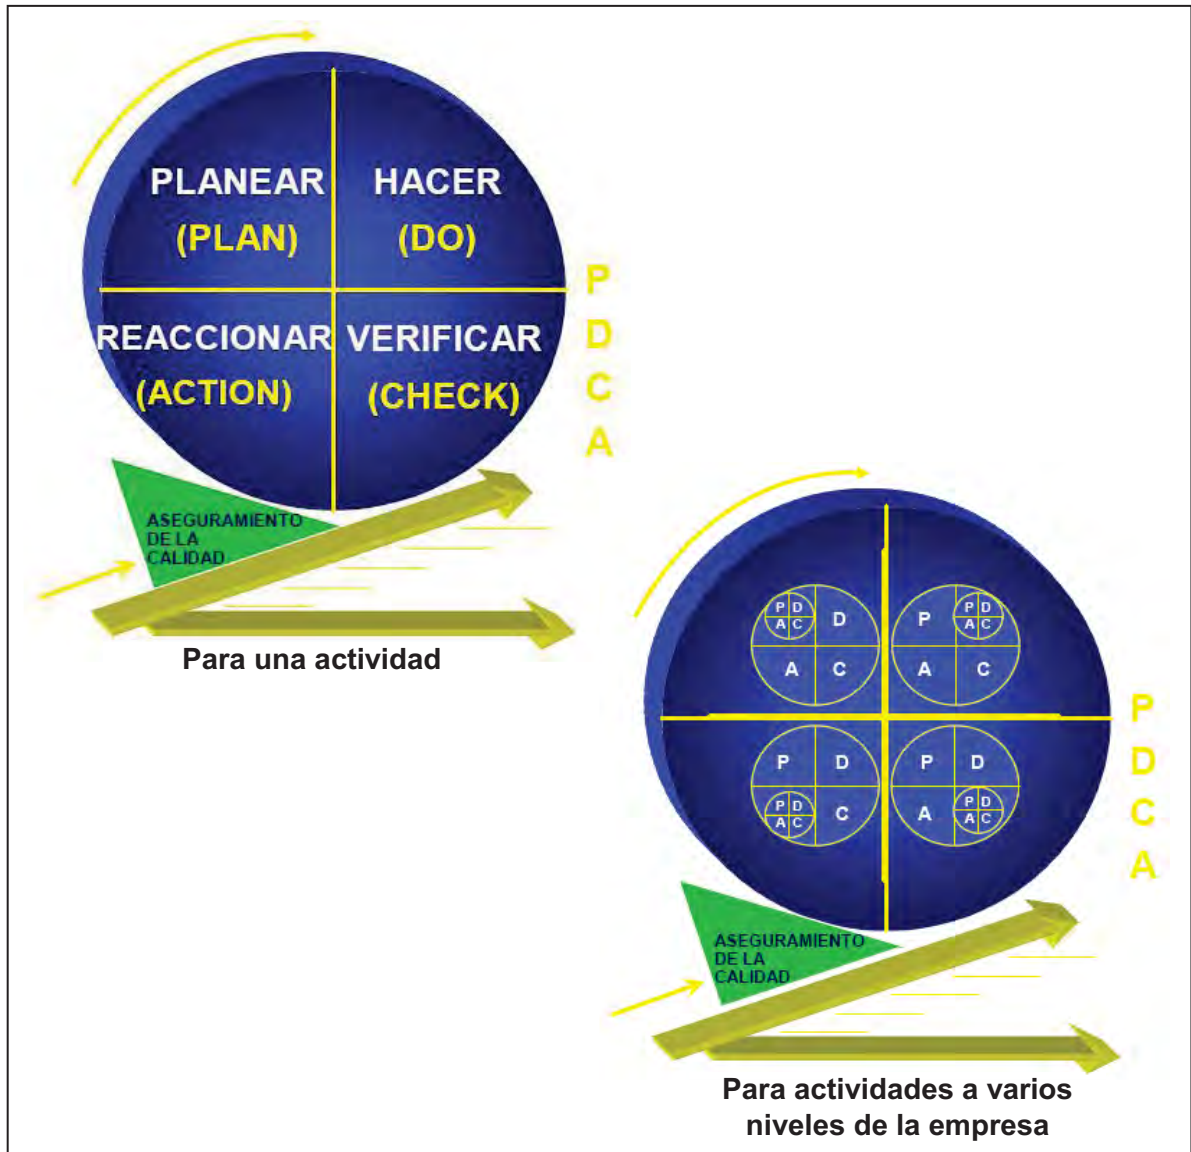 PLANEAR HACER
(PLAN) (DO)
REACCIONAR VERIFICAR
(ACTION) (CHECK)
P
D
C
A
ASEGURAMIENTO
DE LA
CALIDAD
Para una actividad
P D
A C
D
A C
P
P D
A C
A C
P D
P D
A C
C
P D
A
P D
A C
P
D
C
A
ASEGURAMIENTO
DE LA
CALIDAD
Para actividades a varios
niveles de la empresa